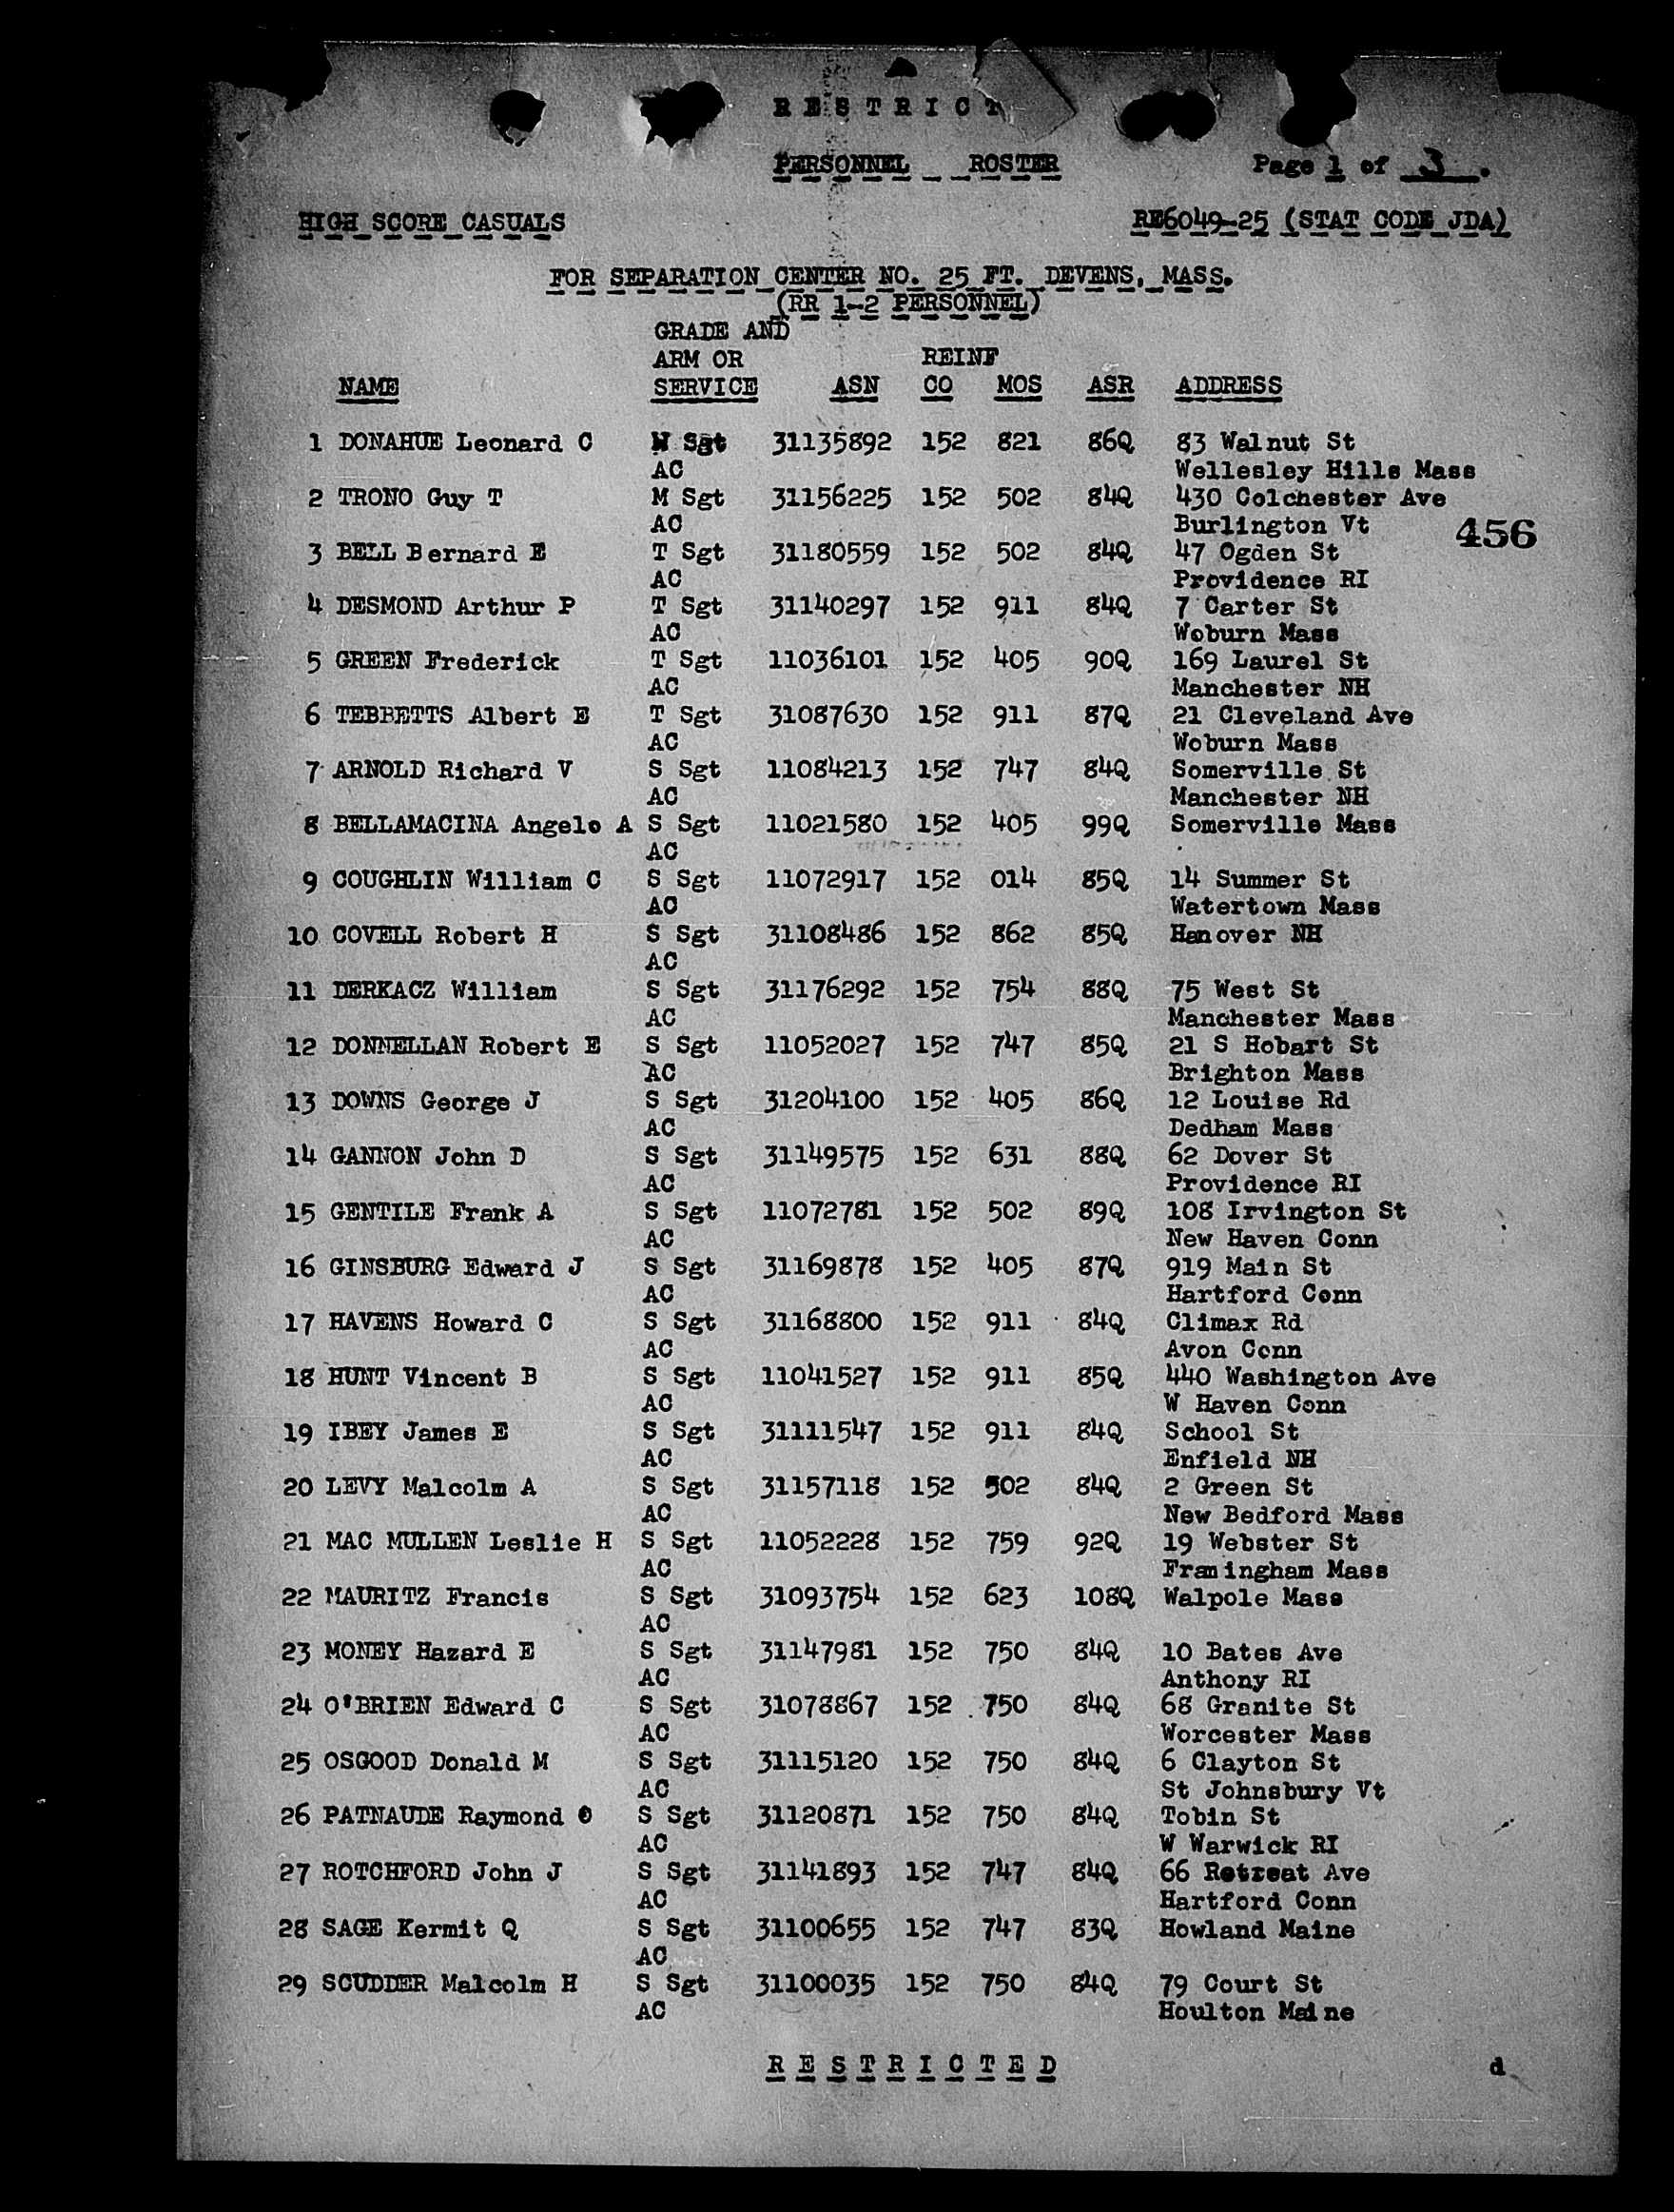 R E S T R I C T
PERSONNEL ROSTER Page 1 of 3.
HIGH SCORE CASUALS RE6049-25 (STAT CODE JDA)
FOR SEPARATION CENTER NO. 25 FT. DEVENS, MASS.
(RR 1-2 PERSONNEL)
GRADE AND
ARM OR REINF
NAME SERVICE ASN CO MOS ASR ADDRESS
1 DONAHUE Leonard C M Sgt 31135892 152 821 86Q 83 Walnut St
AC Wellesley Hills Mass
2 TRONO Guy T M Sgt 31156225 152 502 84Q 430 Colchester Ave
AC Burlington Vt 456
3 BELL Bernard E T Sgt 31180559 152 502 84Q 47 Ogden St
AC Providence RI
4 DESMOND Arthur P T Sgt 31140297 152 911 84Q 7 Carter St
AC Woburn Mass
5 GREEN Frederick T Sgt 11036101 152 405 90Q 169 Laurel St
AC Manchester NH
6 TEBBETTS Albert E T Sgt 31087630 152 911 87Q 21 Cleveland Ave
AC Woburn Mass
7 ARNOLD Richard V S Sgt 11084213 152 747 84Q Somerville St
AC Manchester NH
8 BELLAMACINA Angelo A S Sgt 11021580 152 405 99Q Somerville Mass
AC
9 COUGHLIN William C S Sgt 11072917 152 014 85Q 14 Summer St
AC Watertown Mass
10 COVELL Robert H S Sgt 31108486 152 862 85Q Hanover NH
AC
11 DERKACZ William S Sgt 31176292 152 754 88Q 75 West St
AC Manchester Mass
12 DONNELLAN Robert E S Sgt 11052027 152 747 85Q 21 S Hobart St
AC Brighton Mass
13 DOWNS George J S Sgt 31204100 152 405 86Q 12 Louise Rd
AC Dedham Mass
14 GANNON John D S Sgt 31149575 152 631 88Q 62 Dover St
AC Providence RI
15 GENTILE Frank A S Sgt 11072781 152 502 89Q 108 Irvington St
AC New Haven Conn
16 GINSBURG Edward J S Sgt 31169878 152 405 87Q 919 Main St
AC Hartford Conn
17 HAVENS Howard C S Sgt 31168800 152 911 84Q Climax Rd
AC Avon Conn
18 HUNT Vincent B S Sgt 11041527 152 911 85Q 440 Washington Ave
AC W Haven Conn
19 IBEY James E S Sgt 31111547 152 911 84Q School St
AC Enfield NH
20 LEVY Malcolm A S Sgt 31157118 152 502 84Q 2 Green St
AC New Bedford Mass
21 MAC MULLEN Leslie H S Sgt 11052228 152 759 92Q 19 Webster St
AC Framingham Mass
22 MAURITZ Francis S Sgt 31093754 152 623 108Q Walpole Mass
AC
23 MONEY Hazard E S Sgt 31147981 152 750 84Q 10 Bates Ave
AC Anthony RI
24 O'BRIEN Edward C S Sgt 31078867 152 750 84Q 68 Granite St
AC Worcester Mass
25 OSGOOD Donald M S Sgt 31115120 152 750 84Q 6 Clayton St
AC St Johnsbury Vt
26 PATNAUDE Raymond O S Sgt 31120871 152 750 84Q Tobin St
AC W Warwick RI
27 ROTCHFORD John J S Sgt 31141893 152 747 84Q 66 Retreat Ave
AC Hartford Conn
28 SAGE Kermit Q S Sgt 31100655 152 747 83Q Howland Maine
AC
29 SCUDDER Malcolm H S Sgt 31100035 152 750 84Q 79 Court St
AC Houlton Maine
R E S T R I C T E D d